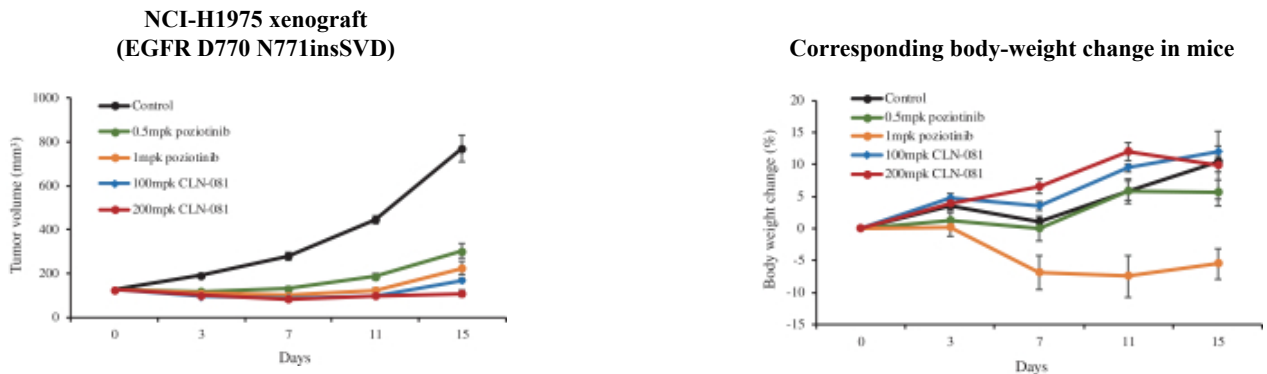 NCI-H1975 xenograft
(EGFR D770 N771insSVD)
1000
800
600
400
200
0
Tumor volume (mm³)
Control
0.5mpk poziotinib
1mpk poziotinib
100mpk CLN-081
200mpk CLN-081
0 3 7 11 15
Days
Corresponding body-weight change in mice
20
15
10
5
0
-5
-10
-15
Body weight change (%)
Control
0.5mpk poziotinib
1mpk poziotinib
100mpk CLN-081
200mpk CLN-081
0 3 7 11 15
Days